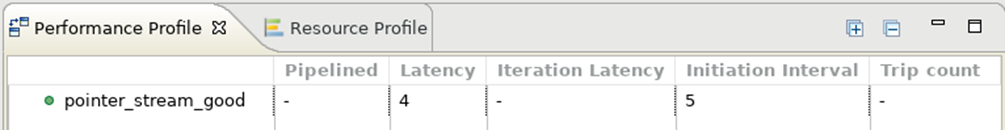 Performance Profile Resource Profile
Pipelined Latency Iteration Latency Initiation Interval Trip count
pointer_stream_good - 4 - 5 -